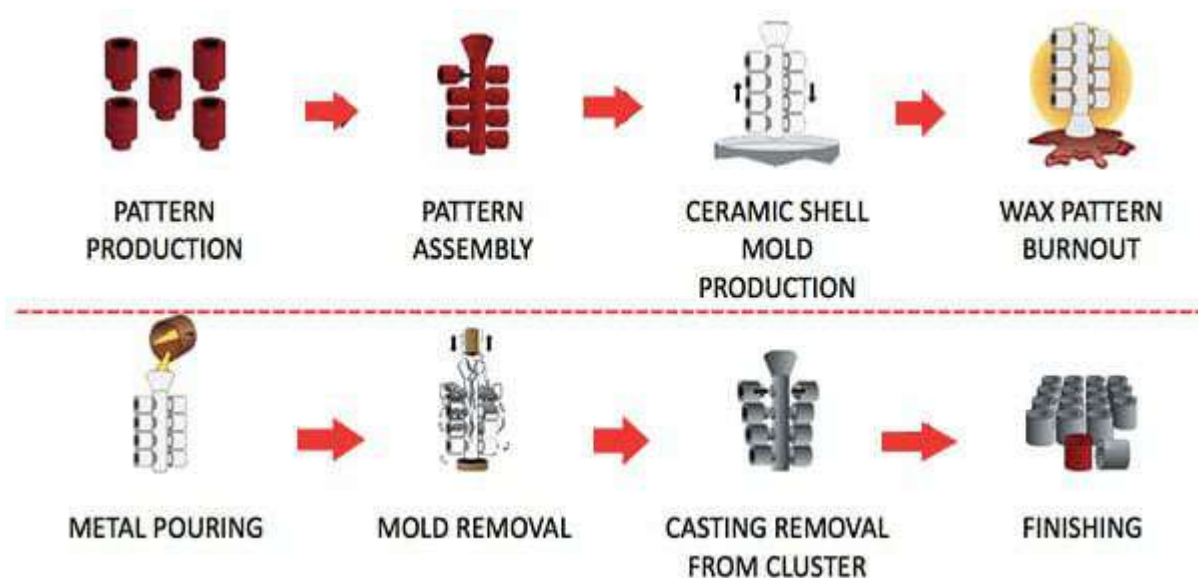 PATTERN
PRODUCTION
PATTERN
ASSEMBLY
CERAMIC SHELL
MOLD
PRODUCTION
WAX PATTERN
BURNOUT
METAL POURING
MOLD REMOVAL
CASTING REMOVAL
FROM CLUSTER
FINISHING